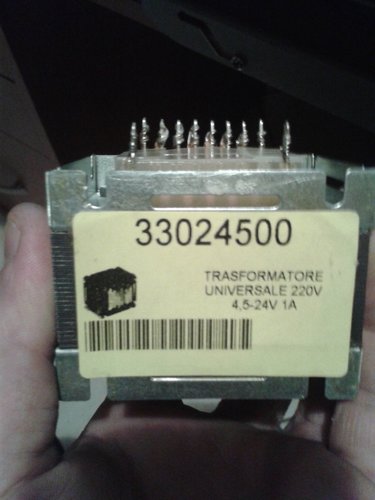 33024500
TRASFORMATORE
UNIVERSALE 220V
4,5-24V 1A